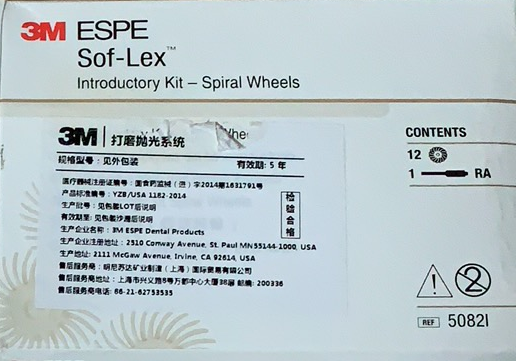 3M ESPE
Sof-Lex™
Introductory Kit – Spiral Wheels
3M 打磨抛光系统
规格型号：见外包装 有效期：5 年
医疗器械注册证编号：国食药监械（进）字2014第1631791号
产品标准编号：YZB/USA 1182-2014
生产批号：见包装LOT后说明
有效期至：见包装沙漏后说明
生产企业名称：3M ESPE Dental Products
生产企业注册地址：2510 Conway Avenue, St. Paul MN55144-1000, USA
生产地址：2111 McGaw Avenue, Irvine, CA 92614, USA
售后服务商：明尼苏达矿业制造（上海）国际贸易有限公司
售后服务商地址：上海市兴义路8号万都中心大厦38层 邮编 200336
售后服务电话：86-21-62753535
检验合格
CONTENTS
12
1 RA
2
REF 5082I